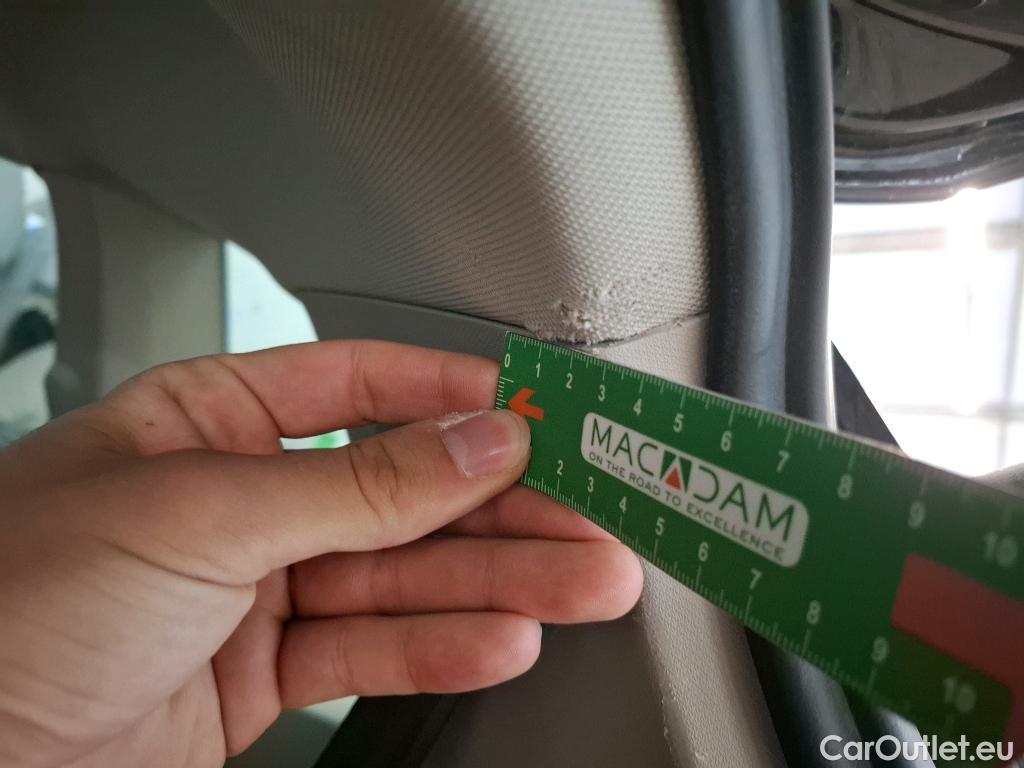 0 1 2 3 4 5 6 7 8 9 10
MACADAM
ON THE ROAD TO EXCELLENCE
2 3 4 5 6 7 8 9 10
CarOutlet.eu